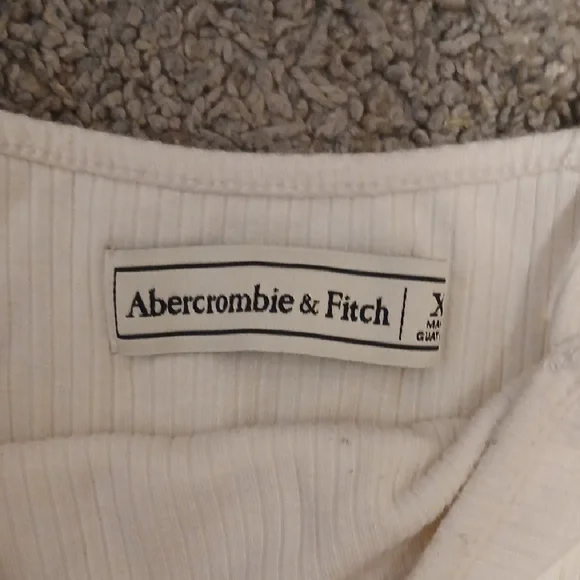 Abercrombie & Fitch
X